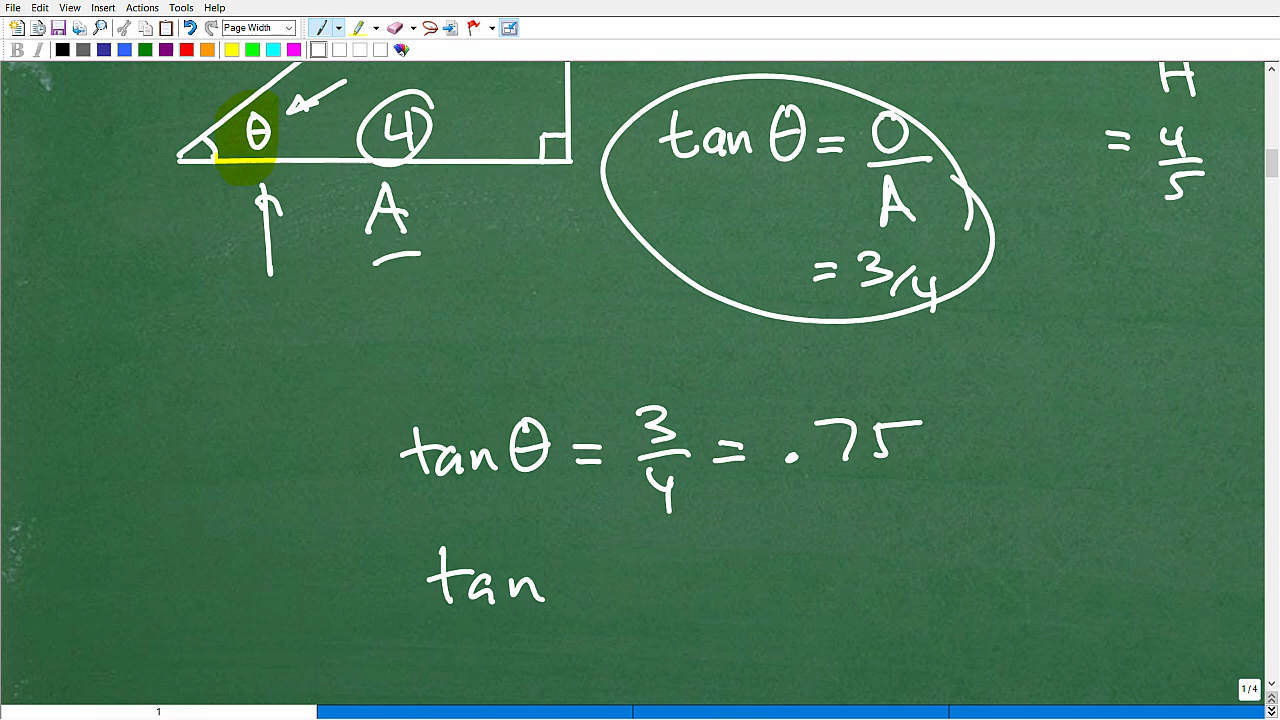 File Edit View Insert Actions Tools Help
Page Width
B I
H
θ 4
tan θ = O/A
= 4/5
A
= 3/4
tan θ = 3/4 = .75
tan
1/4
1